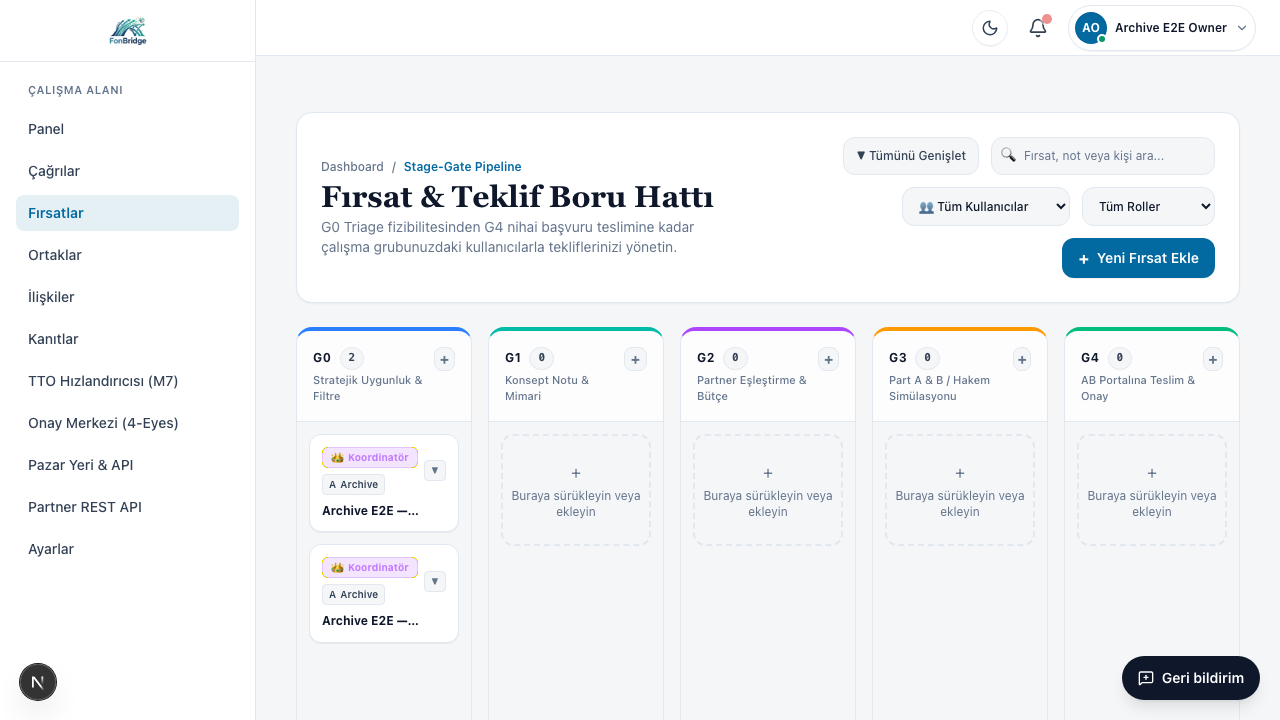 FonBridge
ÇALIŞMA ALANI
Panel
Çağrılar
Fırsatlar
Ortaklar
İlişkiler
Kanıtlar
TTO Hızlandırıcısı (M7)
Onay Merkezi (4-Eyes)
Pazar Yeri & API
Partner REST API
Ayarlar
N
AO Archive E2E Owner
Dashboard / Stage-Gate Pipeline
Fırsat & Teklif Boru Hattı
G0 Triage fizibilitesinden G4 nihai başvuru teslimine kadar
çalışma grubunuzdaki kullanıcılarla tekliflerinizi yönetin.
▼ Tümünü Genişlet
🔍 Fırsat, not veya kişi ara...
👥 Tüm Kullanıcılar
Tüm Roller
+ Yeni Fırsat Ekle
G0 2 +
Stratejik Uygunluk &
Filtre
👑 Koordinatör
▼
A Archive
Archive E2E —...
👑 Koordinatör
▼
A Archive
Archive E2E —...
G1 0 +
Konsept Notu &
Mimari
+
Buraya sürükleyin veya
ekleyin
G2 0 +
Partner Eşleştirme &
Bütçe
+
Buraya sürükleyin veya
ekleyin
G3 0 +
Part A & B / Hakem
Simülasyonu
+
Buraya sürükleyin veya
ekleyin
G4 0 +
AB Portalına Teslim &
Onay
+
Buraya sürükleyin veya
ekleyin
Geri bildirim